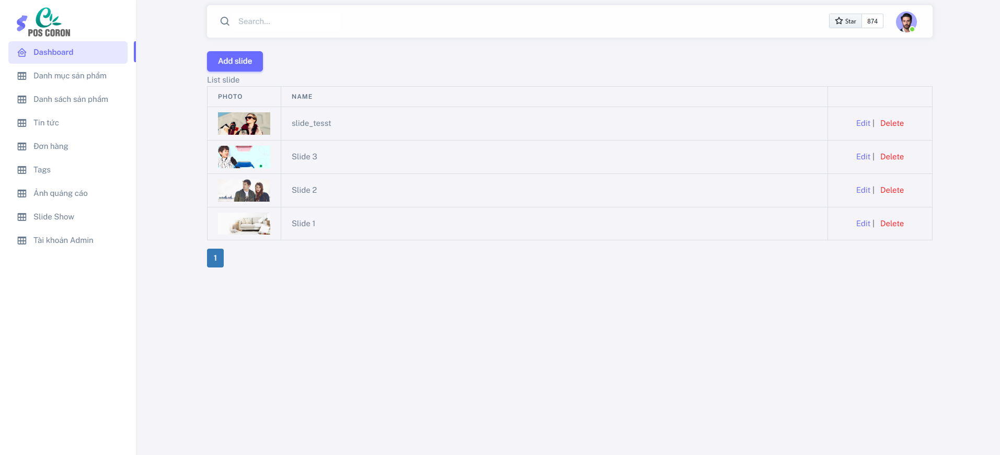 POS CORON
Dashboard
Danh mục sản phẩm
Danh sách sản phẩm
Tin tức
Đơn hàng
Tags
Ảnh quảng cáo
Slide Show
Tài khoản Admin
Search...
Star 874
Add slide
List slide
PHOTO NAME
slide_tesst Edit | Delete
Slide 3 Edit | Delete
Slide 2 Edit | Delete
Slide 1 Edit | Delete
1